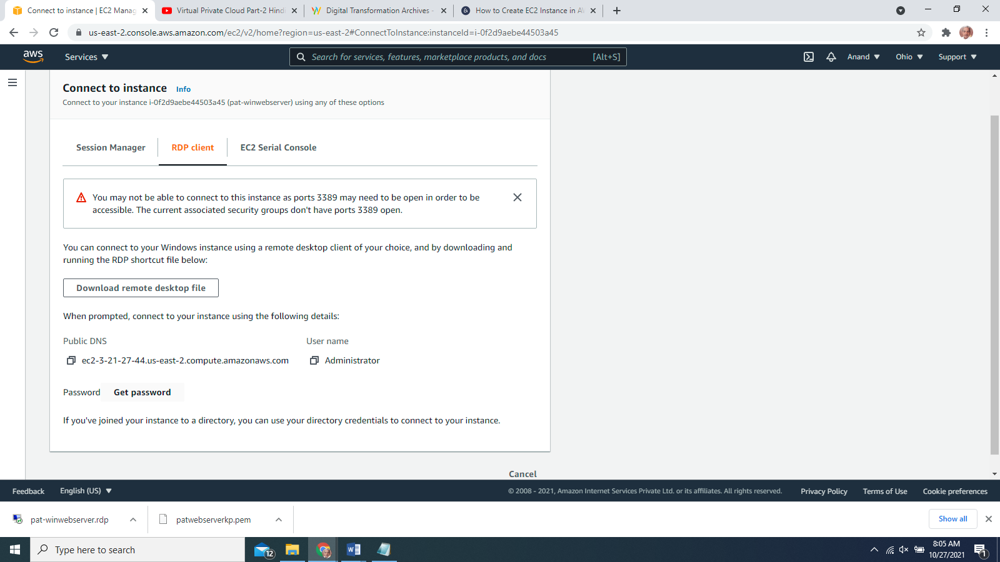 Connect to instance | EC2 Manag
Virtual Private Cloud Part-2 Hindi
Digital Transformation Archives -
How to Create EC2 Instance in AW
us-east-2.console.aws.amazon.com/ec2/v2/home?region=us-east-2#ConnectToInstance:instanceId=i-0f2d9aebe44503a45
aws
Services
Search for services, features, marketplace products, and docs
[Alt+S]
Anand
Ohio
Support
Connect to instance Info
Connect to your instance i-0f2d9aebe44503a45 (pat-winwebserver) using any of these options
Session Manager
RDP client
EC2 Serial Console
You may not be able to connect to this instance as ports 3389 may need to be open in order to be
accessible. The current associated security groups don't have ports 3389 open.
You can connect to your Windows instance using a remote desktop client of your choice, and by downloading and
running the RDP shortcut file below:
Download remote desktop file
When prompted, connect to your instance using the following details:
Public DNS
User name
ec2-3-21-27-44.us-east-2.compute.amazonaws.com
Administrator
Password Get password
If you've joined your instance to a directory, you can use your directory credentials to connect to your instance.
Cancel
Feedback
English (US)
© 2008 - 2021, Amazon Internet Services Private Ltd. or its affiliates. All rights reserved.
Privacy Policy
Terms of Use
Cookie preferences
pat-winwebserver.rdp
patwebserverkp.pem
Show all
Type here to search
12
W
8:05 AM
10/27/2021
1